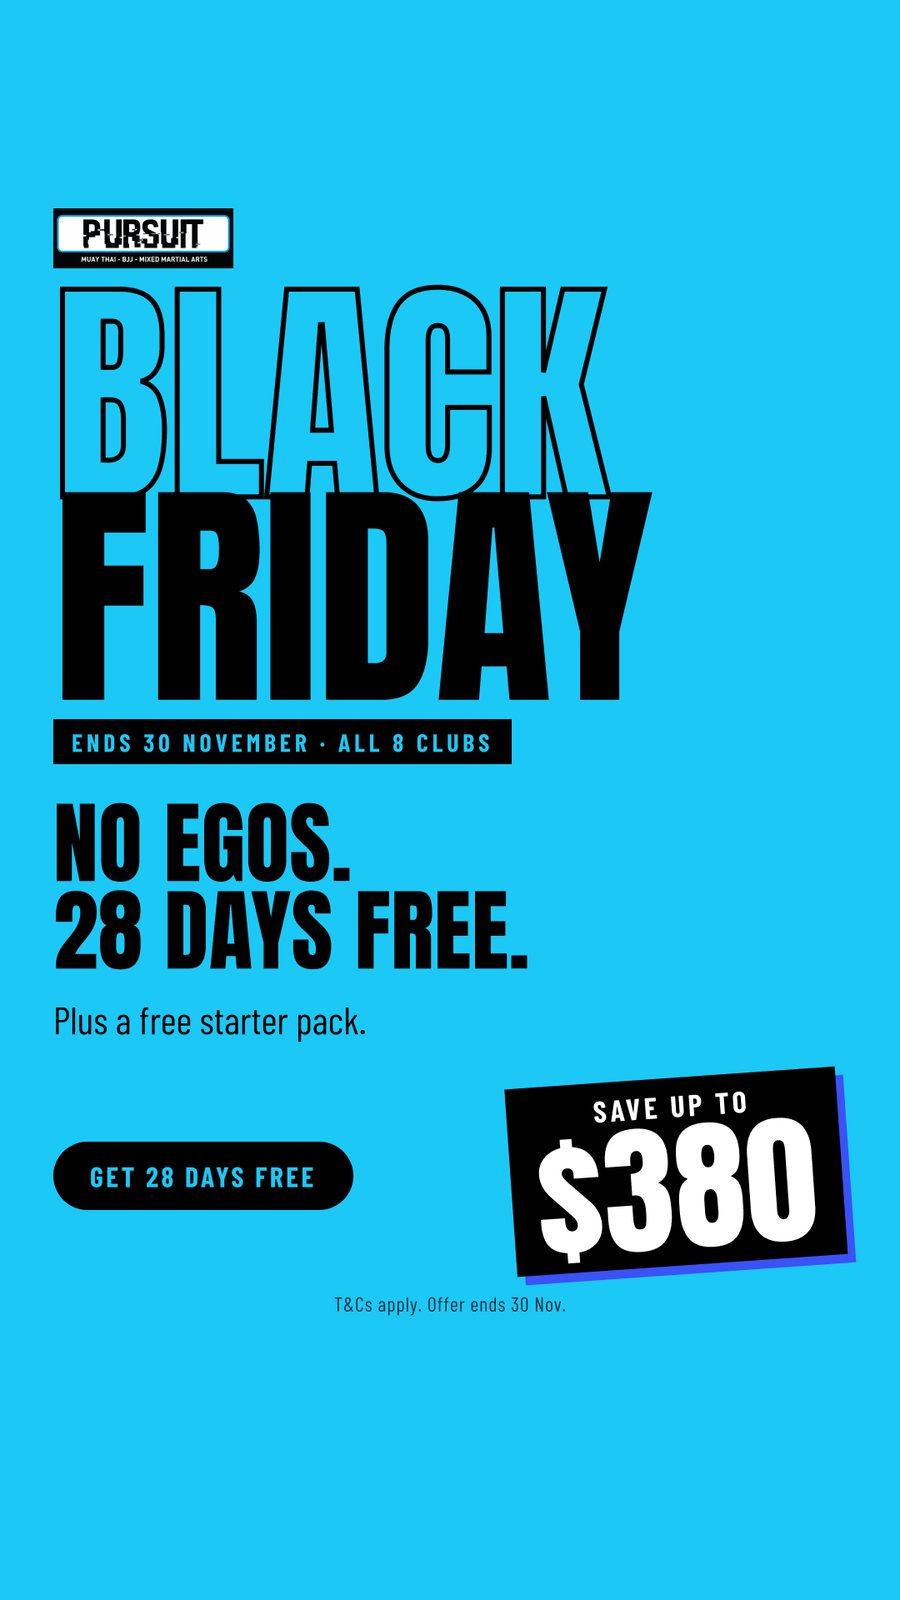 PURSUIT
MUAY THAI - BJJ - MIXED MARTIAL ARTS
BLACK
FRIDAY
ENDS 30 NOVEMBER · ALL 8 CLUBS
NO EGOS.
28 DAYS FREE.
Plus a free starter pack.
SAVE UP TO
$380
GET 28 DAYS FREE
T&Cs apply. Offer ends 30 Nov.